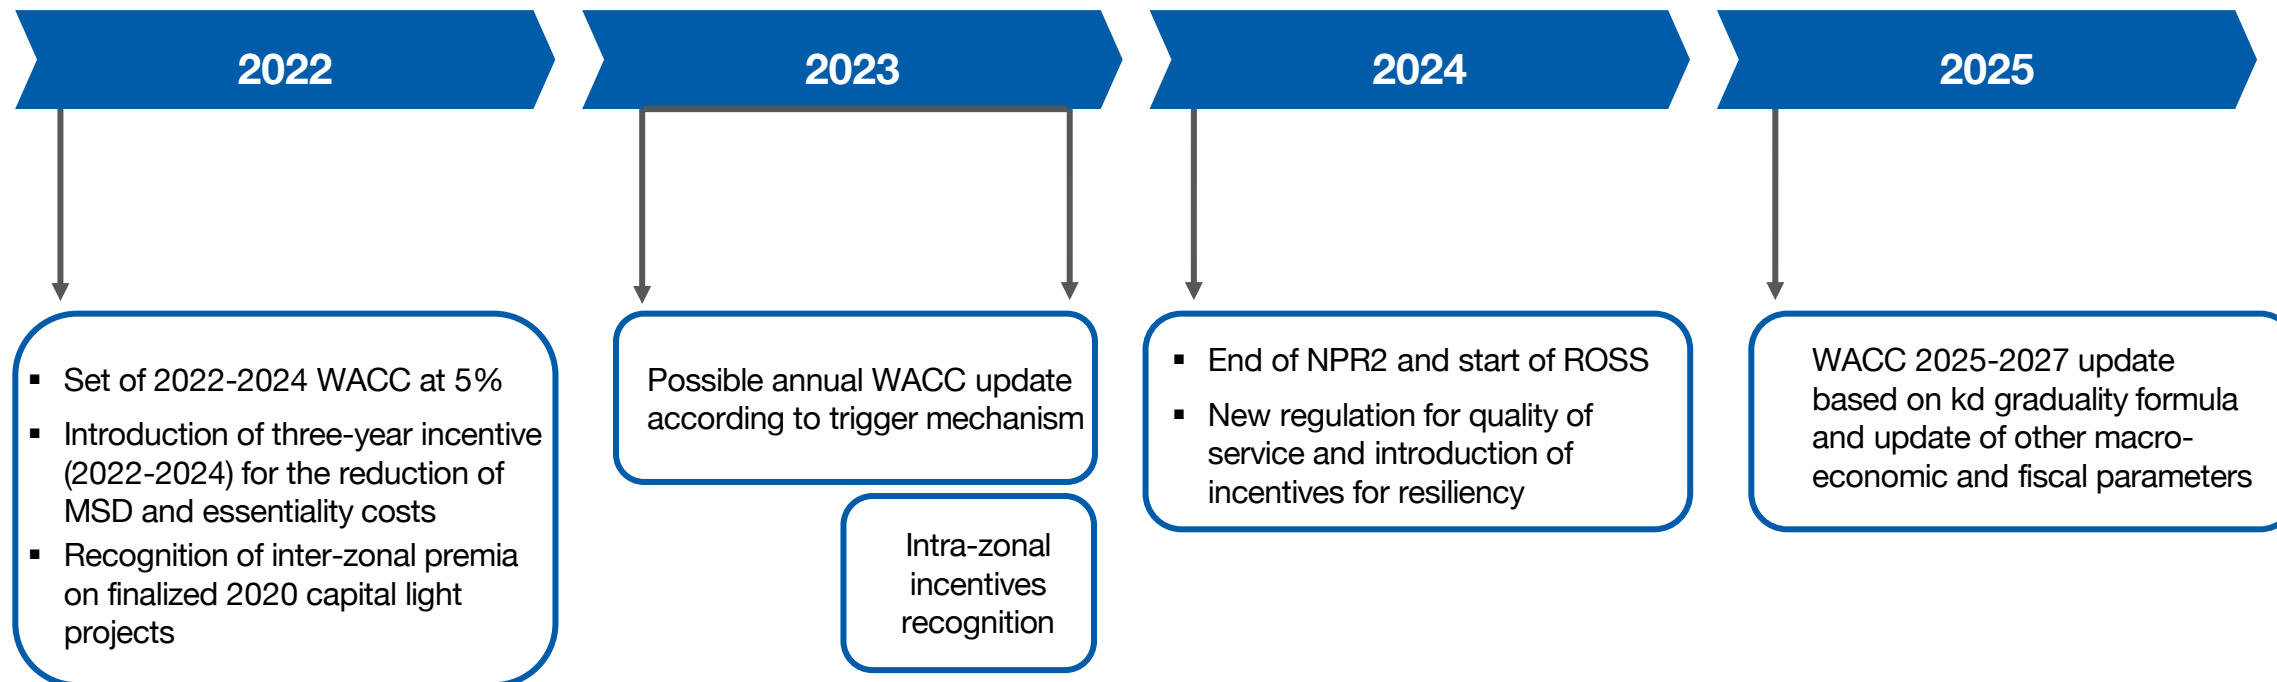 2022
2023
2024
2025
▪ Set of 2022-2024 WACC at 5%
▪ Introduction of three-year incentive
(2022-2024) for the reduction of
MSD and essentiality costs
▪ Recognition of inter-zonal premia
on finalized 2020 capital light
projects
Possible annual WACC update
according to trigger mechanism
Intra-zonal
incentives
recognition
▪ End of NPR2 and start of ROSS
▪ New regulation for quality of
service and introduction of
incentives for resiliency
WACC 2025-2027 update
based on kd graduality formula
and update of other macro-
economic and fiscal parameters